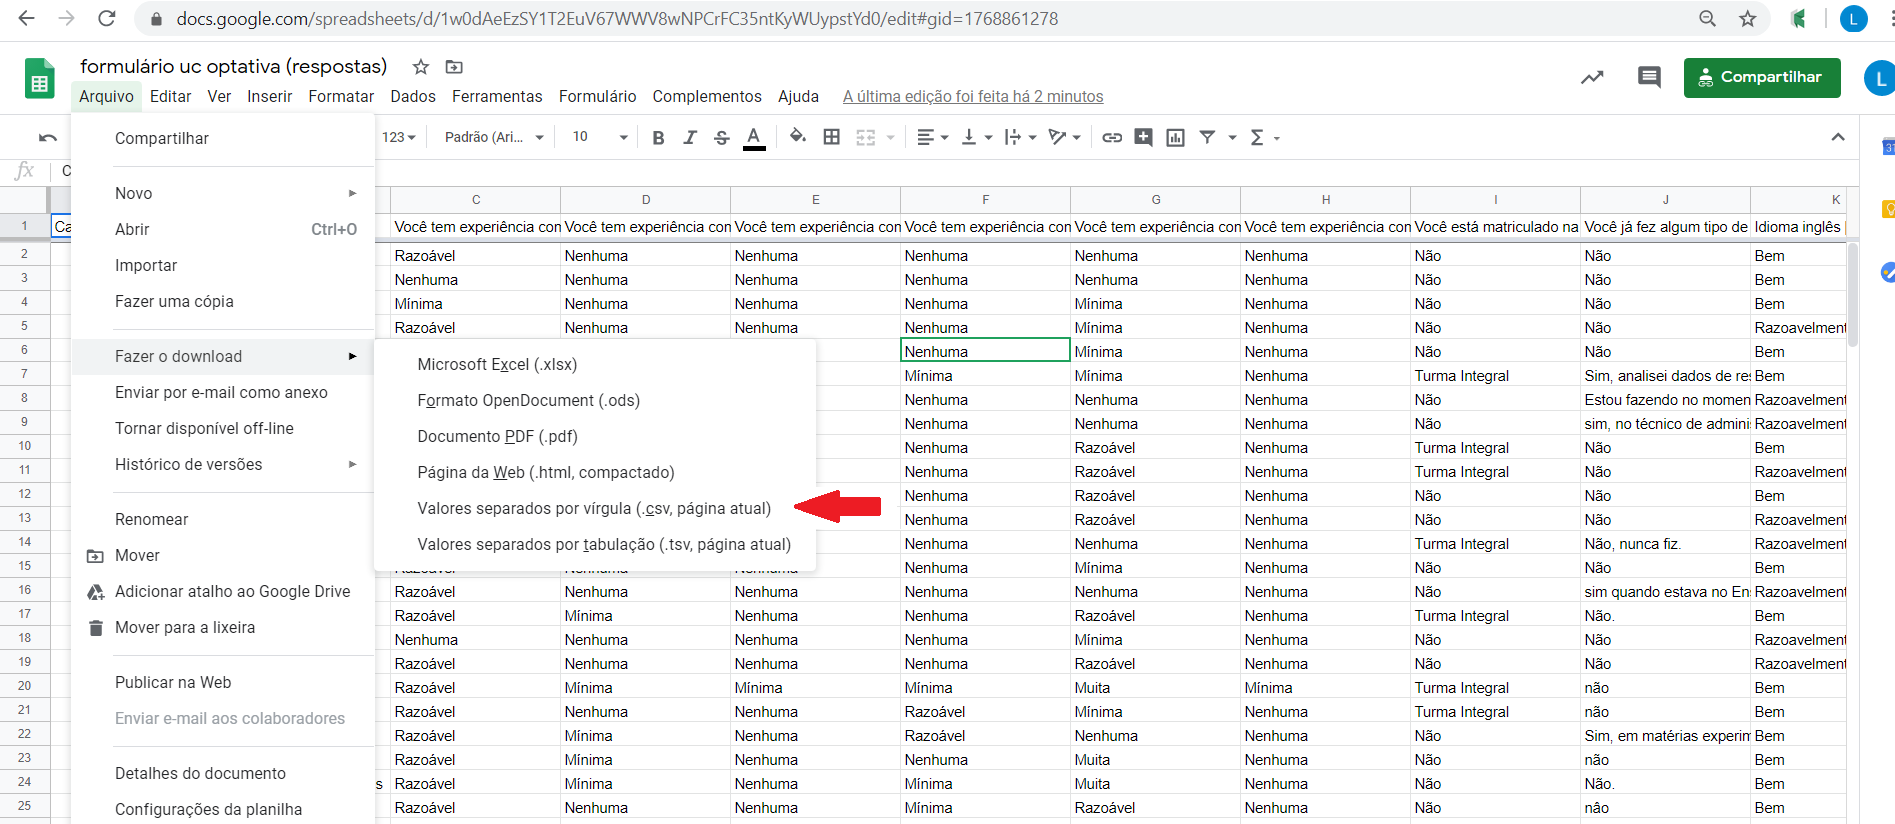 docs.google.com/spreadsheets/d/1w0dAeEzSY1T2EuV67WWV8wNPCrFC35ntKyWUypstYd0/edit#gid=1768861278
L
formulário uc optativa (respostas)
Arquivo Editar Ver Inserir Formatar Dados Ferramentas Formulário Complementos Ajuda A última edição foi feita há 2 minutos
Compartilhar
L
123 Padrão (Ari... 10 B I S A Σ
31
fx C
C D E F G H I J K
1 Ca Você tem experiência con Você tem experiência con Você tem experiência con Você tem experiência con Você tem experiência con Você tem experiência con Você está matriculado na Você já fez algum tipo de Idioma inglês
2 Razoável Nenhuma Nenhuma Nenhuma Nenhuma Nenhuma Não Não Bem
3 Nenhuma Nenhuma Nenhuma Nenhuma Nenhuma Nenhuma Não Não Bem
4 Mínima Nenhuma Nenhuma Nenhuma Mínima Nenhuma Não Não Bem
5 Razoável Nenhuma Nenhuma Nenhuma Mínima Nenhuma Não Não Razoavelment
6 Nenhuma Mínima Nenhuma Não Não Bem
7 Mínima Mínima Nenhuma Turma Integral Sim, analisei dados de res Bem
8 Nenhuma Nenhuma Nenhuma Não Estou fazendo no momen Razoavelment
9 Nenhuma Nenhuma Nenhuma Não sim, no técnico de adminis Razoavelment
10 Nenhuma Razoável Nenhuma Turma Integral Não Bem
11 Nenhuma Razoável Nenhuma Turma Integral Não Razoavelment
12 Nenhuma Razoável Nenhuma Não Não Bem
13 Nenhuma Razoável Nenhuma Não Não Razoavelment
14 Nenhuma Nenhuma Nenhuma Turma Integral Não, nunca fiz. Razoavelment
15 Razoável Nenhuma Nenhuma Nenhuma Mínima Nenhuma Não Não Bem
16 Razoável Nenhuma Nenhuma Nenhuma Nenhuma Nenhuma Não sim quando estava no Ens Razoavelment
17 Razoável Mínima Nenhuma Nenhuma Razoável Nenhuma Turma Integral Não. Bem
18 Nenhuma Nenhuma Nenhuma Nenhuma Mínima Nenhuma Não Não Razoavelment
19 Razoável Nenhuma Nenhuma Nenhuma Razoável Nenhuma Não Não Razoavelment
20 Razoável Mínima Mínima Mínima Muita Mínima Turma Integral não Bem
21 Razoável Nenhuma Nenhuma Razoável Mínima Nenhuma Turma Integral não Bem
22 Razoável Mínima Nenhuma Razoável Nenhuma Nenhuma Não Sim, em matérias experim Bem
23 Razoável Mínima Nenhuma Nenhuma Muita Nenhuma Não não Bem
24 s Razoável Mínima Nenhuma Mínima Muita Nenhuma Não Não. Bem
25 Razoável Nenhuma Nenhuma Mínima Razoável Nenhuma Não não Bem
Compartilhar
Novo
Abrir Ctrl+O
Importar
Fazer uma cópia
Fazer o download
Enviar por e-mail como anexo
Tornar disponível off-line
Histórico de versões
Renomear
Mover
Adicionar atalho ao Google Drive
Mover para a lixeira
Publicar na Web
Enviar e-mail aos colaboradores
Detalhes do documento
Configurações da planilha
Microsoft Excel (.xlsx)
Formato OpenDocument (.ods)
Documento PDF (.pdf)
Página da Web (.html, compactado)
Valores separados por vírgula (.csv, página atual)
Valores separados por tabulação (.tsv, página atual)